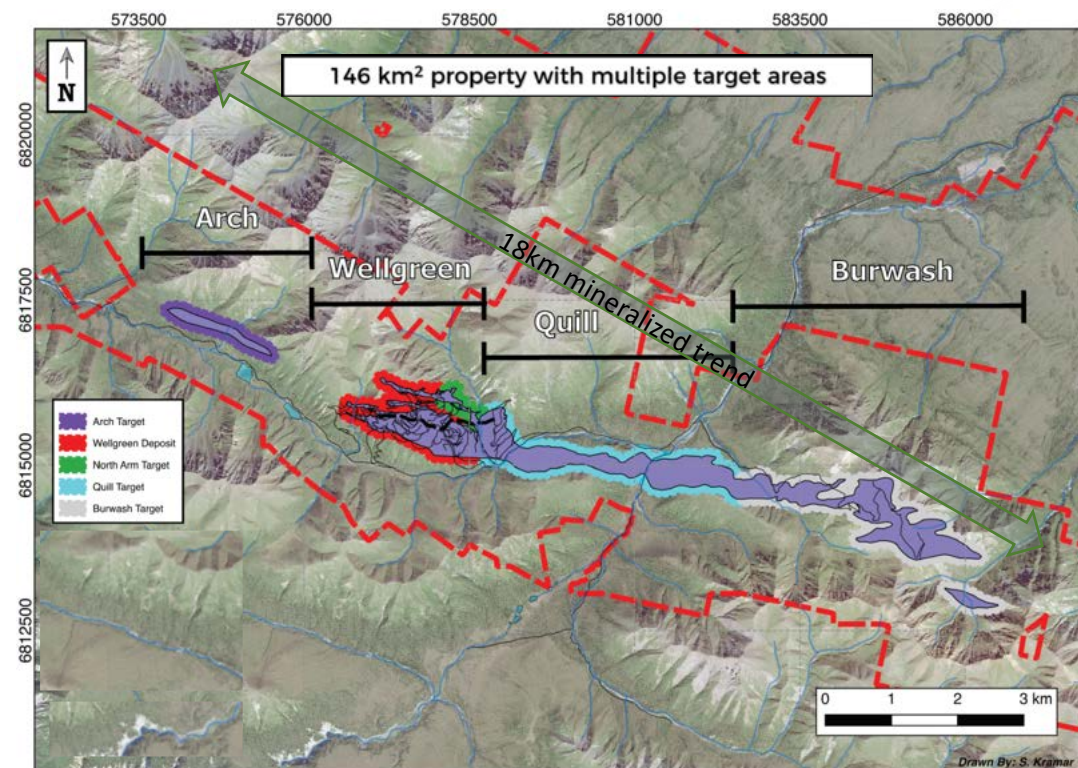 573500 576000 578500 581000 583500 586000
N
146 km² property with multiple target areas
6820000
6817500
6815000
6812500
Arch
Wellgreen
18km mineralized trend
Quill
Burwash
Arch Target
Wellgreen Deposit
North Arm Target
Quill Target
Burwash Target
0 1 2 3 km
Drawn By: S. Kramar